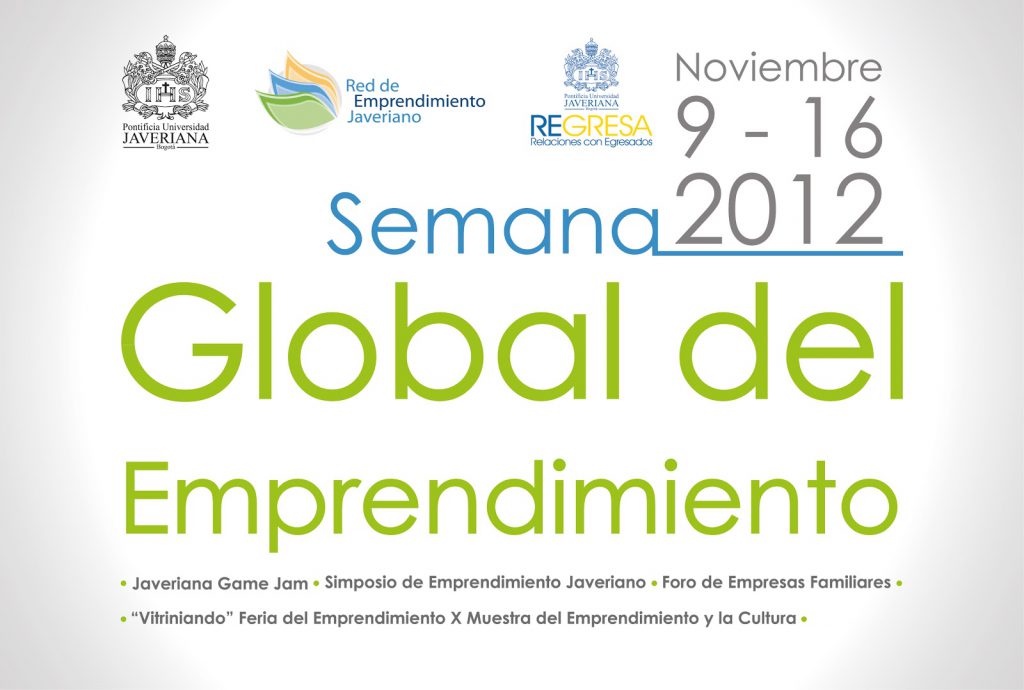 IHS
Pontificia Universidad
JAVERIANA
Bogotá
Red de
Emprendimiento
Javeriano
Pontificia Universidad
JAVERIANA
Bogotá
REGRESA
Relaciones con Egresados
Noviembre
9 - 16
2012
Semana
Global del
Emprendimiento
• Javeriana Game Jam • Simposio de Emprendimiento Javeriano • Foro de Empresas Familiares •
• “Vitriniando” Feria del Emprendimiento X Muestra del Emprendimiento y la Cultura •